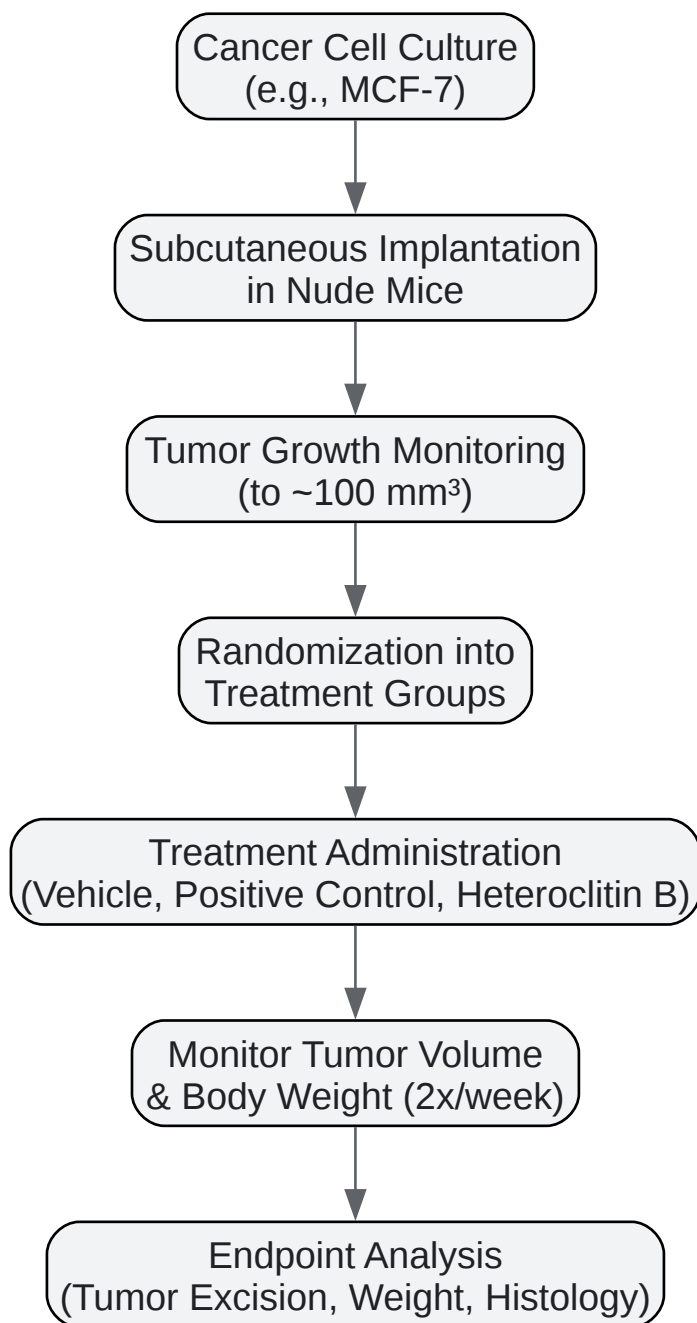 Cancer Cell Culture
(e.g., MCF-7)
Subcutaneous Implantation
in Nude Mice
Tumor Growth Monitoring
(to ~100 mm³)
Randomization into
Treatment Groups
Treatment Administration
(Vehicle, Positive Control, Heteroclitin B)
Monitor Tumor Volume
& Body Weight (2x/week)
Endpoint Analysis
(Tumor Excision, Weight, Histology)